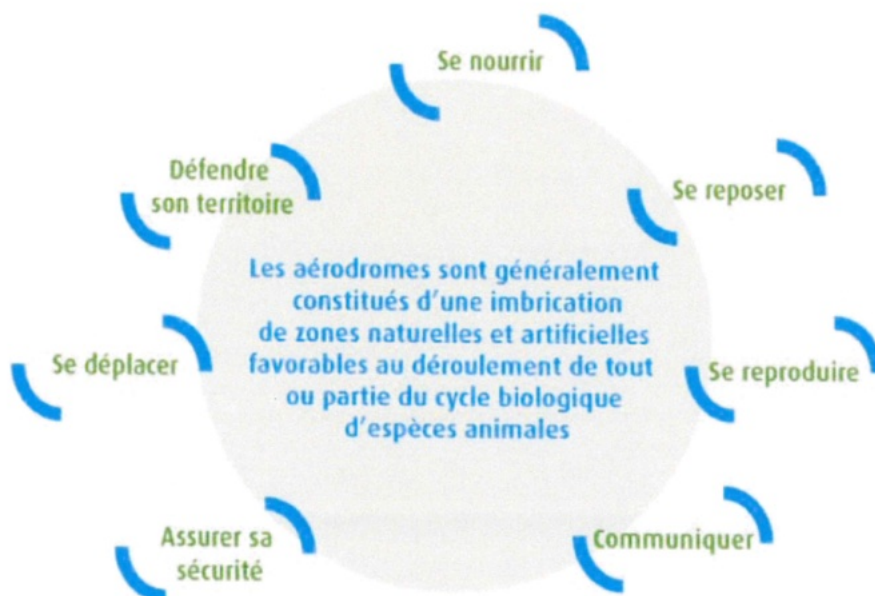 Se nourrir
Défendre
son territoire
Se reposer
Les aérodromes sont généralement
constitués d'une imbrication
de zones naturelles et artificielles
favorables au déroulement de tout
ou partie du cycle biologique
d'espèces animales
Se déplacer
Se reproduire
Assurer sa
sécurité
Communiquer